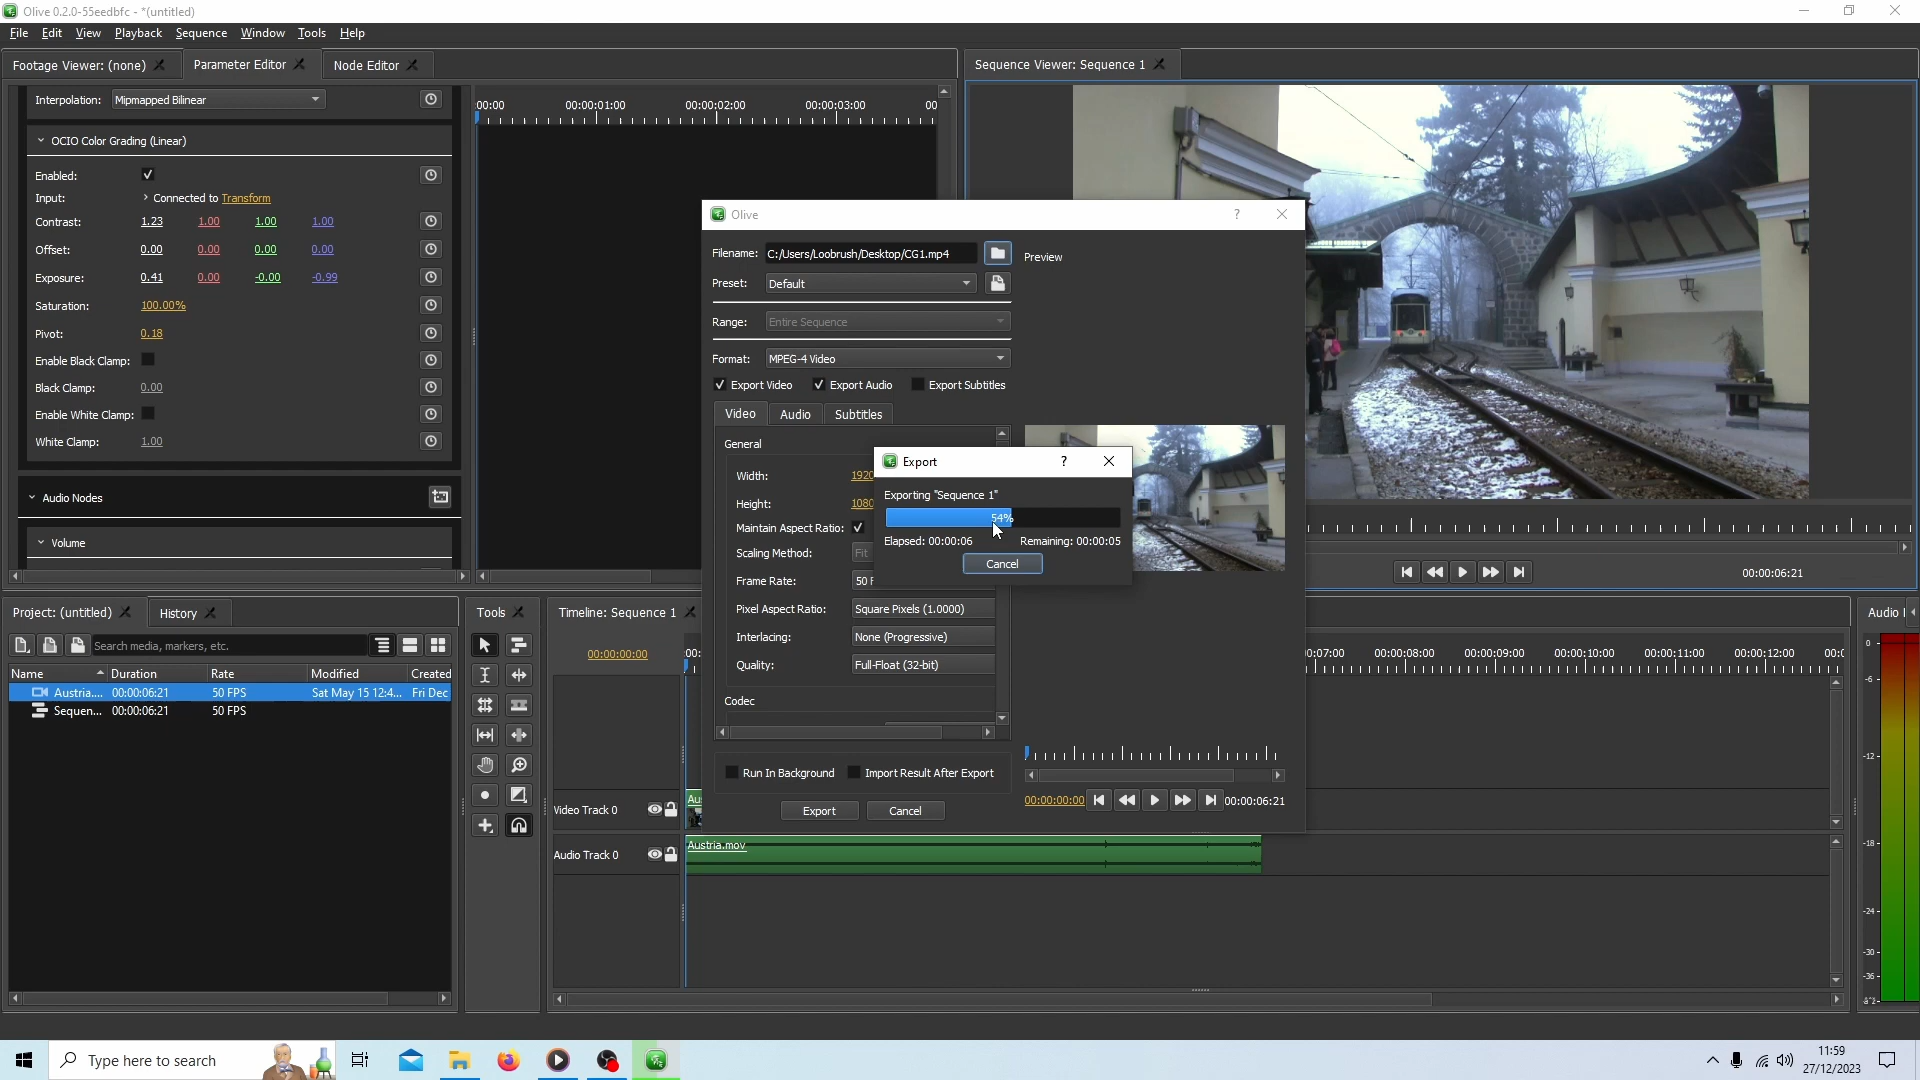 Olive 0.2.0-55eedbfc - *(untitled)
File Edit View Playback Sequence Window Tools Help
Footage Viewer: (none)
Parameter Editor
Node Editor
Sequence Viewer: Sequence 1
Interpolation: Mipmapped Bilinear
OCIO Color Grading (Linear)
Enabled:
Input: Connected to Transform
Contrast: 1.23 1.00 1.00 1.00
Offset: 0.00 0.00 0.00 0.00
Exposure: 0.41 0.00 -0.00 -0.99
Saturation: 100.00%
Pivot: 0.18
Enable Black Clamp:
Black Clamp: 0.00
Enable White Clamp:
White Clamp: 1.00
Audio Nodes
Volume
:00:00 00:00:01:00 00:00:02:00 00:00:03:00 00
Olive
Filename: C:/Users/Loobrush/Desktop/CG1.mp4
Preset: Default
Range: Entire Sequence
Format: MPEG-4 Video
Export Video Export Audio Export Subtitles
Video Audio Subtitles
General
Width: 1920
Height: 1080
Maintain Aspect Ratio:
Scaling Method: Fit
Frame Rate: 50 F
Pixel Aspect Ratio: Square Pixels (1.0000)
Interlacing: None (Progressive)
Quality: Full-Float (32-bit)
Codec
Run In Background Import Result After Export
Export Cancel
Preview
00:00:00:00 00:00:06:21
Export
Exporting "Sequence 1"
54%
Elapsed: 00:00:06 Remaining: 00:00:05
Cancel
00:00:06:21
Project: (untitled)
History
Search media, markers, etc.
Name Duration Rate Modified Created
Austria.... 00:00:06:21 50 FPS Sat May 15 12:4... Fri Dec
Sequen... 00:00:06:21 50 FPS
Tools
Timeline: Sequence 1
00:00:00:00
00:
0:07:00 00:00:08:00 00:00:09:00 00:00:10:00 00:00:11:00 00:00:12:00 00:0
Video Track 0
Au
Audio Track 0
Austria.mov
Audio
0
-6
-12
-18
-24
-30
-36
Type here to search
11:59
27/12/2023